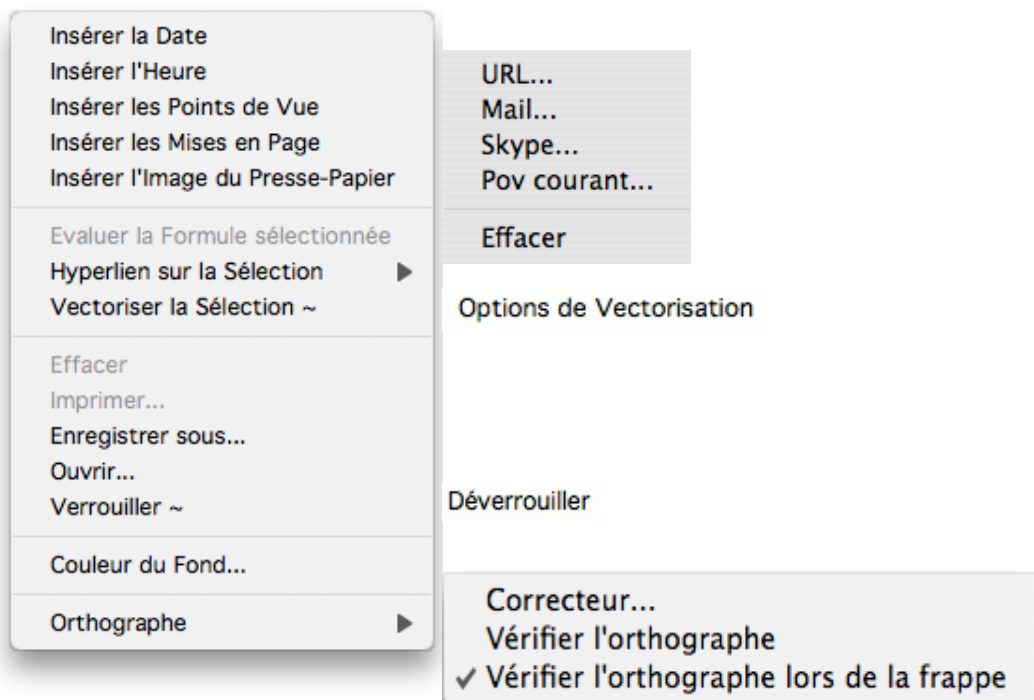 Insérer la Date
Insérer l'Heure
Insérer les Points de Vue
Insérer les Mises en Page
Insérer l'Image du Presse-Papier
Evaluer la Formule sélectionnée
Hyperlien sur la Sélection
Vectoriser la Sélection ~
Effacer
Imprimer...
Enregistrer sous...
Ouvrir...
Verrouiller ~
Couleur du Fond...
Orthographe
URL...
Mail...
Skype...
Pov courant...
Effacer
Options de Vectorisation
Déverrouiller
Correcteur...
Vérifier l'orthographe
✓ Vérifier l'orthographe lors de la frappe